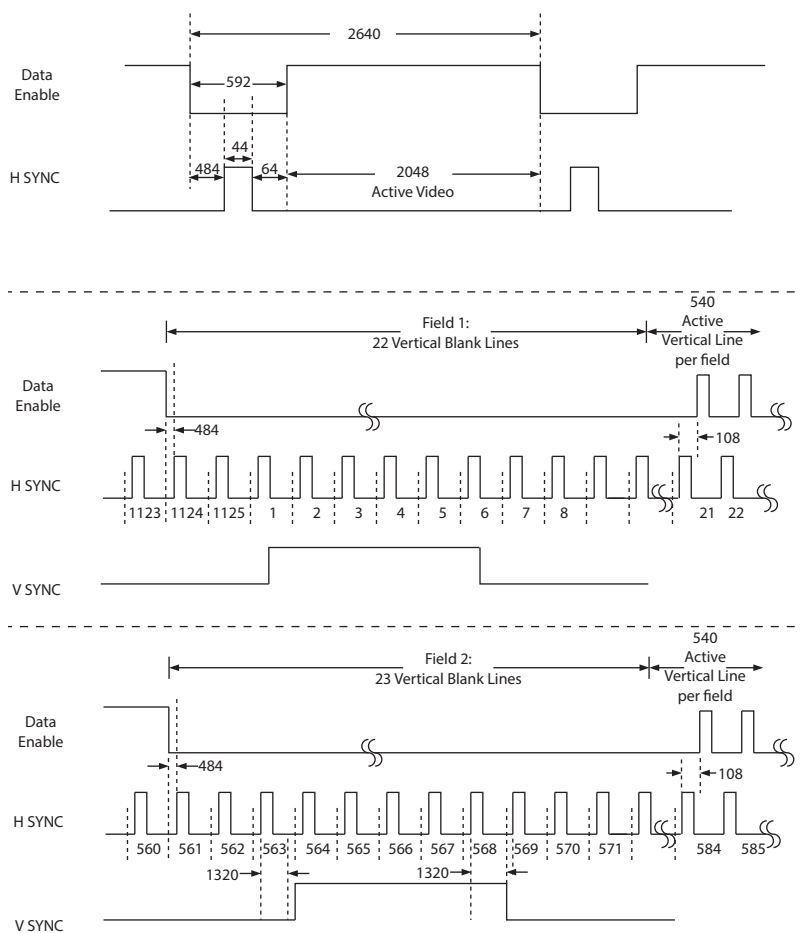 2640
Data
Enable
592
44
H SYNC
484
64
2048
Active Video
Field 1:
22 Vertical Blank Lines
540
Active
Vertical Line
per field
Data
Enable
484
108
H SYNC
1123 1124 1125 1 2 3 4 5 6 7 8 21 22
V SYNC
Field 2:
23 Vertical Blank Lines
540
Active
Vertical Line
per field
Data
Enable
484
108
H SYNC
560 561 562 563 564 565 566 567 568 569 570 571 584 585
1320 1320
V SYNC